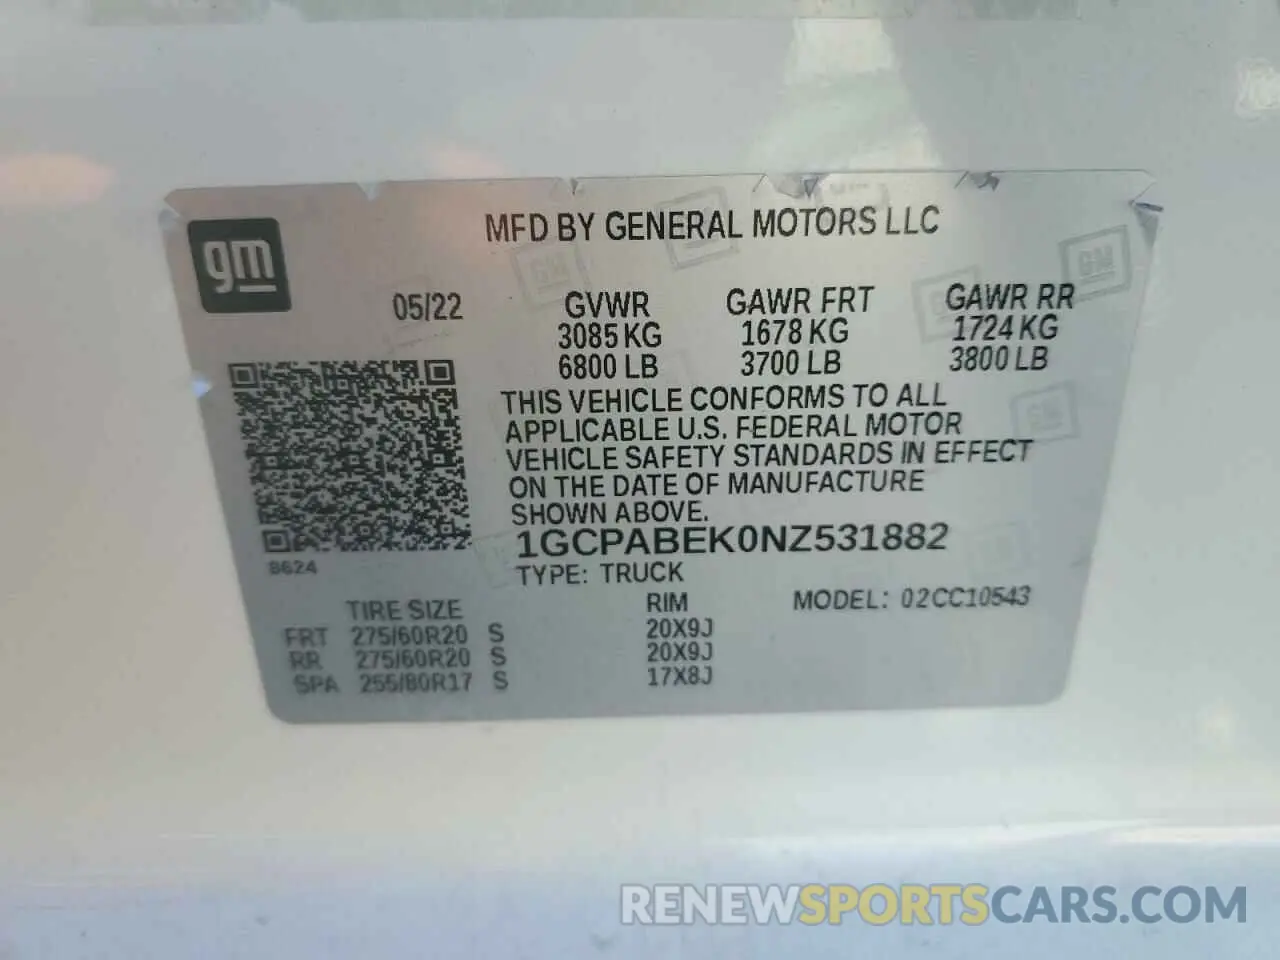 gm
MFD BY GENERAL MOTORS LLC
05/22 GVWR GAWR FRT GAWR RR
3085 KG 1678 KG 1724 KG
6800 LB 3700 LB 3800 LB
THIS VEHICLE CONFORMS TO ALL
APPLICABLE U.S. FEDERAL MOTOR
VEHICLE SAFETY STANDARDS IN EFFECT
ON THE DATE OF MANUFACTURE
SHOWN ABOVE.
1GCPABEK0NZ531882
8624
TYPE: TRUCK
TIRE SIZE RIM MODEL: 02CC10543
FRT 275/60R20 S 20X9J
RR 275/60R20 S 20X9J
SPA 255/80R17 S 17X8J
RENEWSPORTSCARS.COM